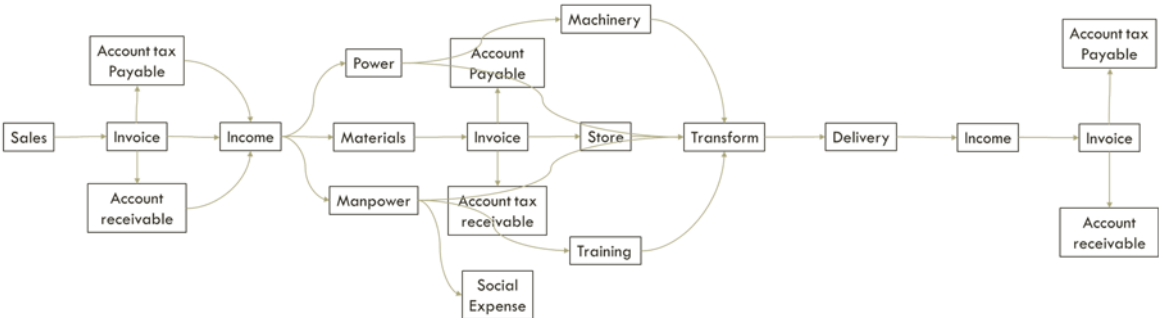 Account tax
Payable
Sales
Invoice
Income
Account
receivable
Power
Materials
Manpower
Account
Payable
Invoice
Account tax
receivable
Social
Expense
Machinery
Store
Training
Transform
Delivery
Income
Account tax
Payable
Invoice
Account
receivable